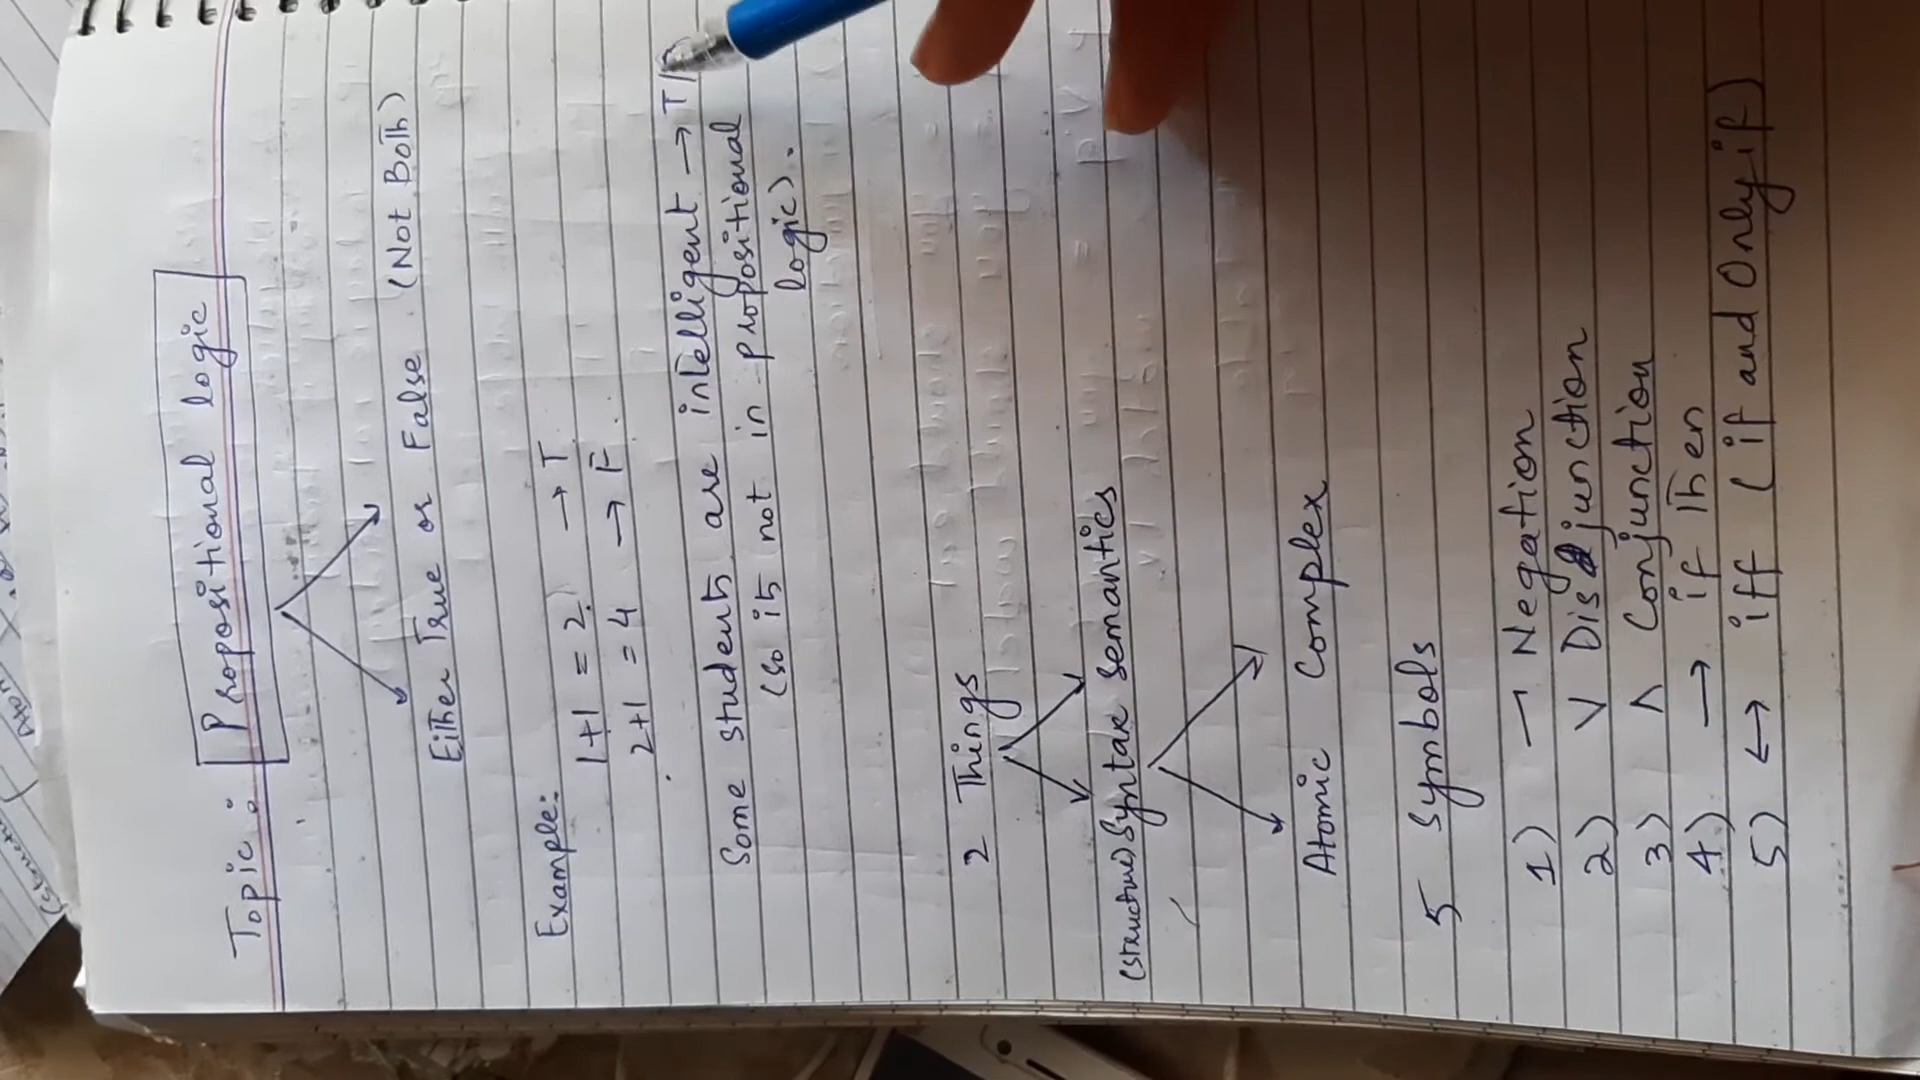 Topic : Propositional logic
Either True or False (Not Both)
Example:
1+1 = 2 → T
2+1 = 4 → F
Some students are intelligent → T/
(so its not in propositional
logic).
2 Things
(structure) Syntax Semantics
Atomic Complex
5 Symbols
1) ¬ Negation
2) ∨ Disjunction
3) ∧ Conjunction
4) → if Then
5) ↔ iff (if and Only if)